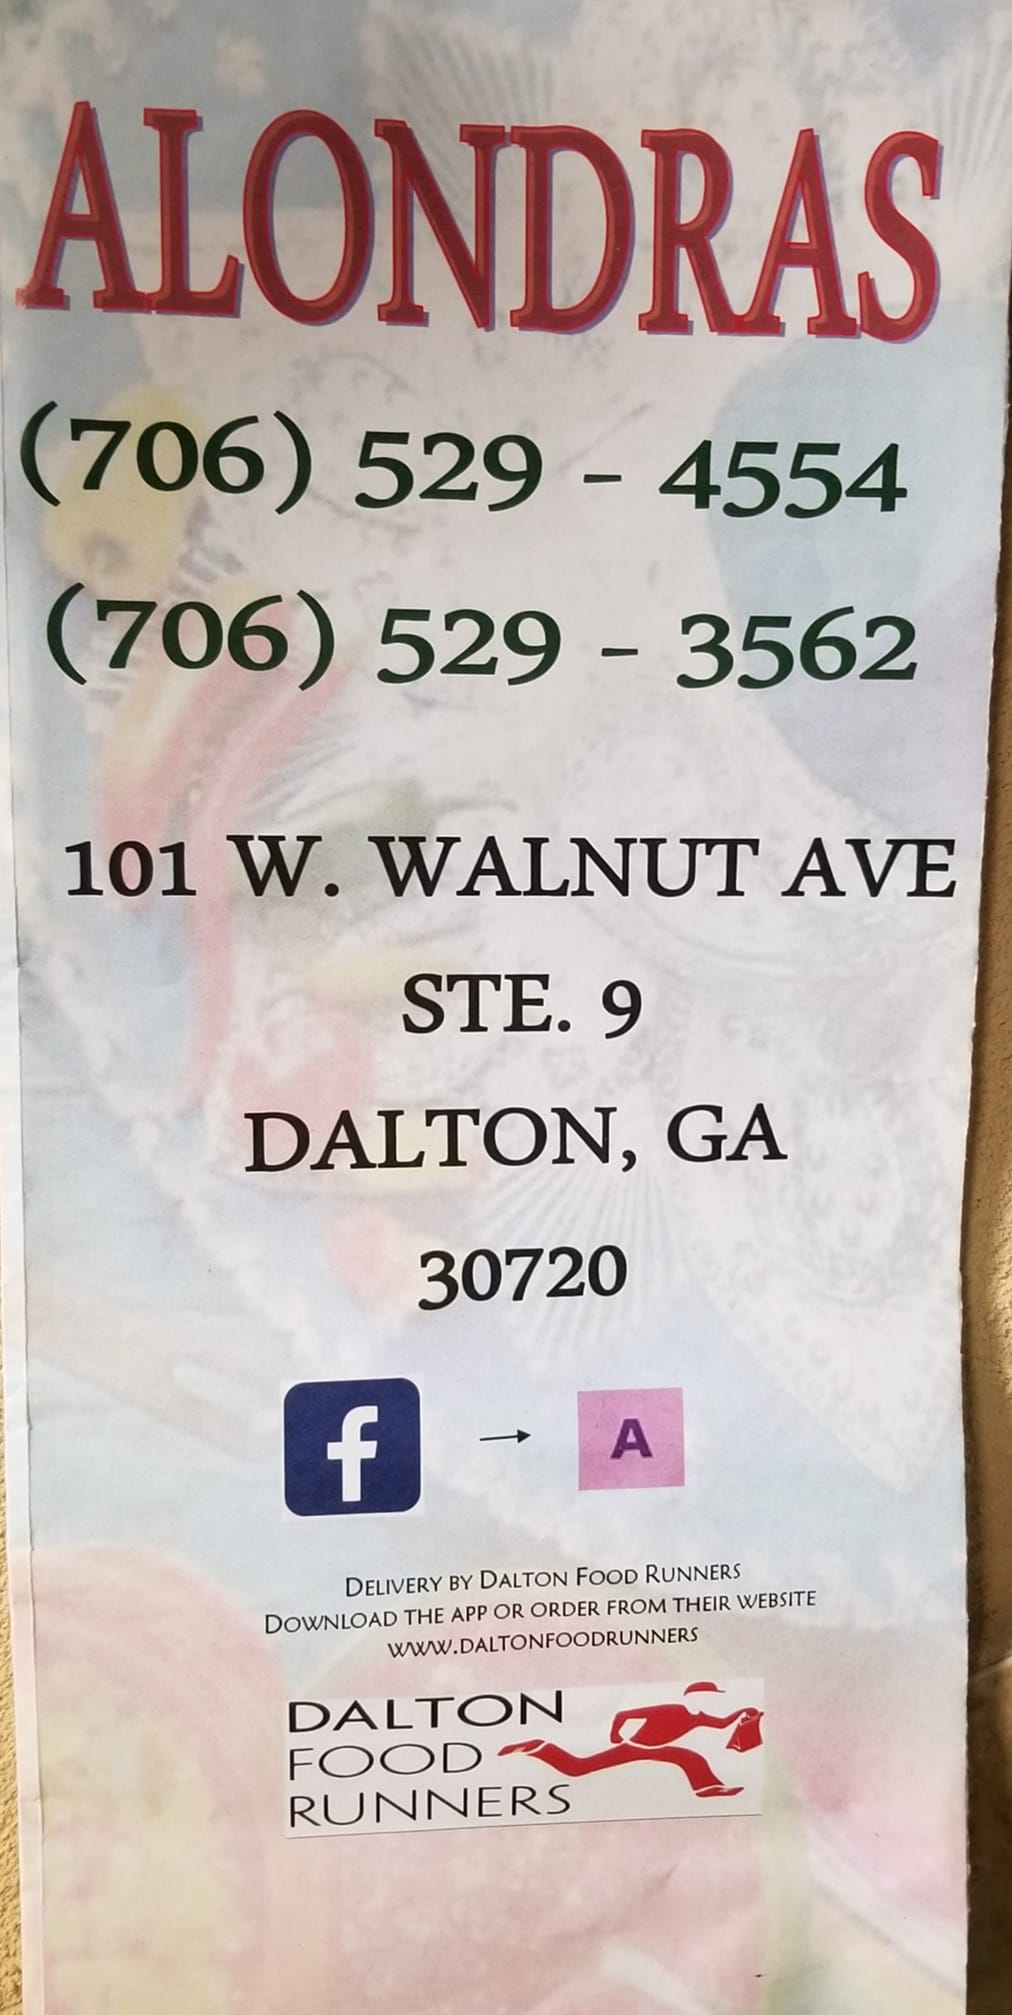 ALONDRAS
(706) 529 - 4554
(706) 529 - 3562
101 W. WALNUT AVE
STE. 9
DALTON, GA
30720
f → A
DELIVERY BY DALTON FOOD RUNNERS
DOWNLOAD THE APP OR ORDER FROM THEIR WEBSITE
WWW.DALTONFOODRUNNERS
DALTON
FOOD
RUNNERS